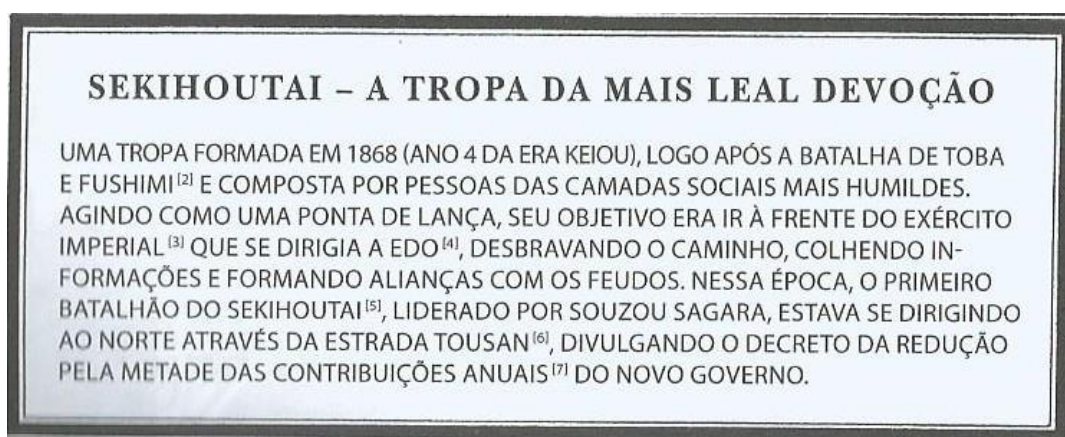 SEKIHOUTAI – A TROPA DA MAIS LEAL DEVOÇÃO
UMA TROPA FORMADA EM 1868 (ANO 4 DA ERA KEIOU), LOGO APÓS A BATALHA DE TOBA
E FUSHIMI [2] E COMPOSTA POR PESSOAS DAS CAMADAS SOCIAIS MAIS HUMILDES.
AGINDO COMO UMA PONTA DE LANÇA, SEU OBJETIVO ERA IR À FRENTE DO EXÉRCITO
IMPERIAL [3] QUE SE DIRIGIA A EDO [4], DESBRAVANDO O CAMINHO, COLHENDO IN-
FORMAÇÕES E FORMANDO ALIANÇAS COM OS FEUDOS. NESSA ÉPOCA, O PRIMEIRO
BATALHÃO DO SEKIHOUTAI [5], LIDERADO POR SOUZOU SAGARA, ESTAVA SE DIRIGINDO
AO NORTE ATRAVÉS DA ESTRADA TOUSAN [6], DIVULGANDO O DECRETO DA REDUÇÃO
PELA METADE DAS CONTRIBUIÇÕES ANUAIS [7] DO NOVO GOVERNO.